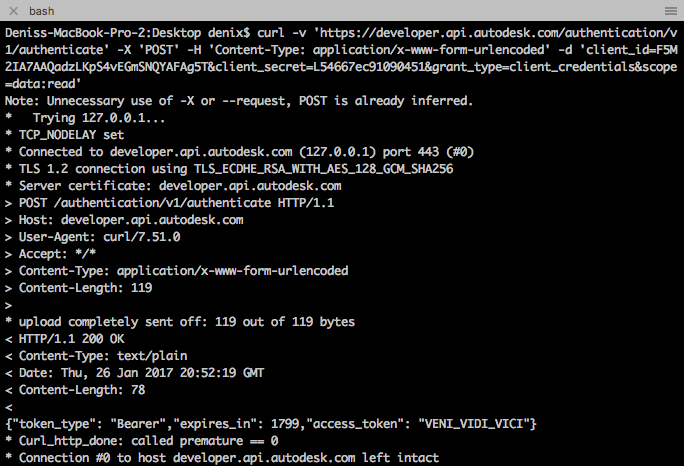 bash
Deniss-MacBook-Pro-2:Desktop denix$ curl -v 'https://developer.api.autodesk.com/authentication/v
1/authenticate' -X 'POST' -H 'Content-Type: application/x-www-form-urlencoded' -d 'client_id=F5M
2IA7AAQadzLKpS4vEGmSNQYAFAg5T&client_secret=L54667ec91090451&grant_type=client_credentials&scope
=data:read'
Note: Unnecessary use of -X or --request, POST is already inferred.
*   Trying 127.0.0.1...
* TCP_NODELAY set
* Connected to developer.api.autodesk.com (127.0.0.1) port 443 (#0)
* TLS 1.2 connection using TLS_ECDHE_RSA_WITH_AES_128_GCM_SHA256
* Server certificate: developer.api.autodesk.com
> POST /authentication/v1/authenticate HTTP/1.1
> Host: developer.api.autodesk.com
> User-Agent: curl/7.51.0
> Accept: */*
> Content-Type: application/x-www-form-urlencoded
> Content-Length: 119
>
* upload completely sent off: 119 out of 119 bytes
< HTTP/1.1 200 OK
< Content-Type: text/plain
< Date: Thu, 26 Jan 2017 20:52:19 GMT
< Content-Length: 78
<
{"token_type": "Bearer","expires_in": 1799,"access_token": "VENI_VIDI_VICI"}
* Curl_http_done: called premature == 0
* Connection #0 to host developer.api.autodesk.com left intact